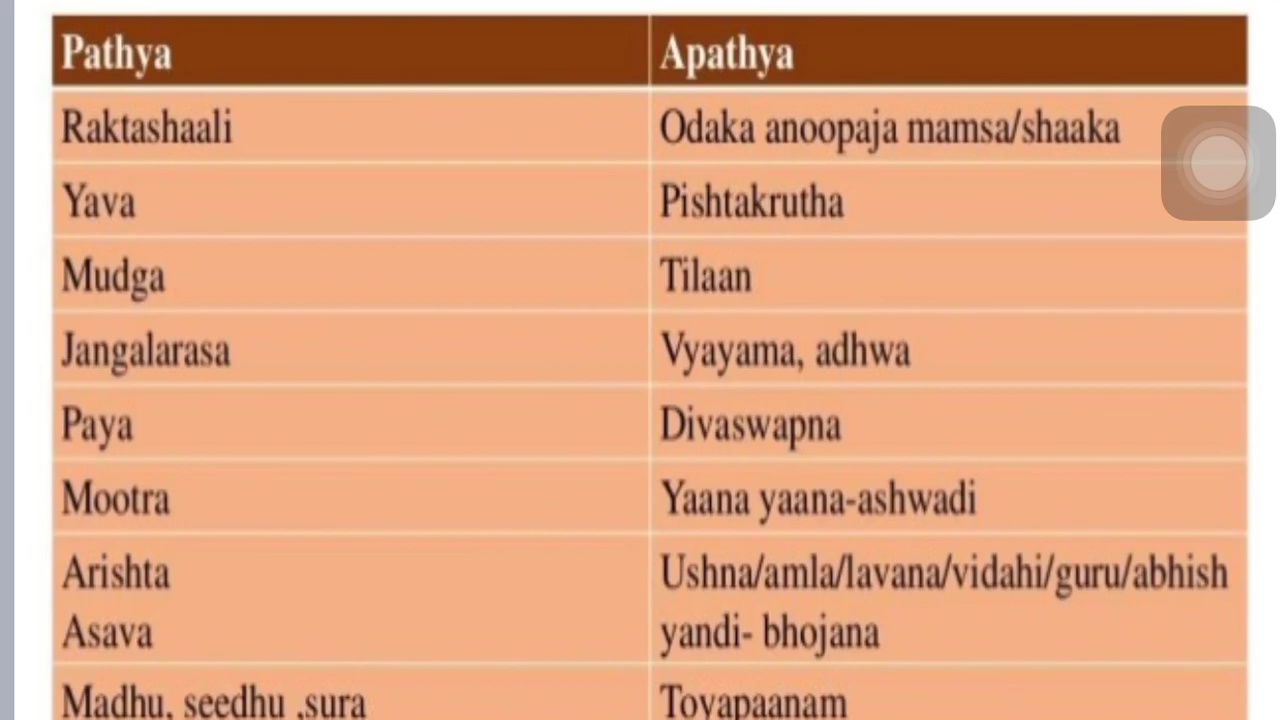 Pathya Apathya
Raktashaali Odaka anoopaja mamsa/shaaka
Yava Pishtakrutha
Mudga Tilaan
Jangalarasa Vyayama, adhwa
Paya Divaswapna
Mootra Yaana yaana-ashwadi
Arishta Ushna/amla/lavana/vidahi/guru/abhish
Asava yandi- bhojana
Madhu, seedhu ,sura Toyapaanam